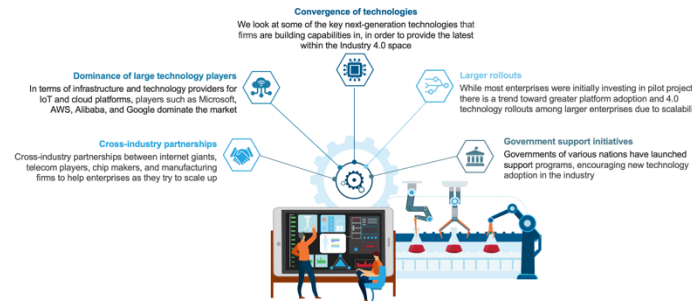 Convergence of technologies
We look at some of the key next-generation technologies that
firms are building capabilities in, in order to provide the latest
within the Industry 4.0 space
Dominance of large technology players
In terms of infrastructure and technology providers for
IoT and cloud platforms, players such as Microsoft,
AWS, Alibaba, and Google dominate the market
Larger rollouts
While most enterprises were initially investing in pilot project
there is a trend toward greater platform adoption and 4.0
technology rollouts among larger enterprises due to scalabili
Cross-industry partnerships
Cross-industry partnerships between internet giants,
telecom players, chip makers, and manufacturing
firms to help enterprises as they try to scale up
Government support initiatives
Governments of various nations have launched
support programs, encouraging new technology
adoption in the industry